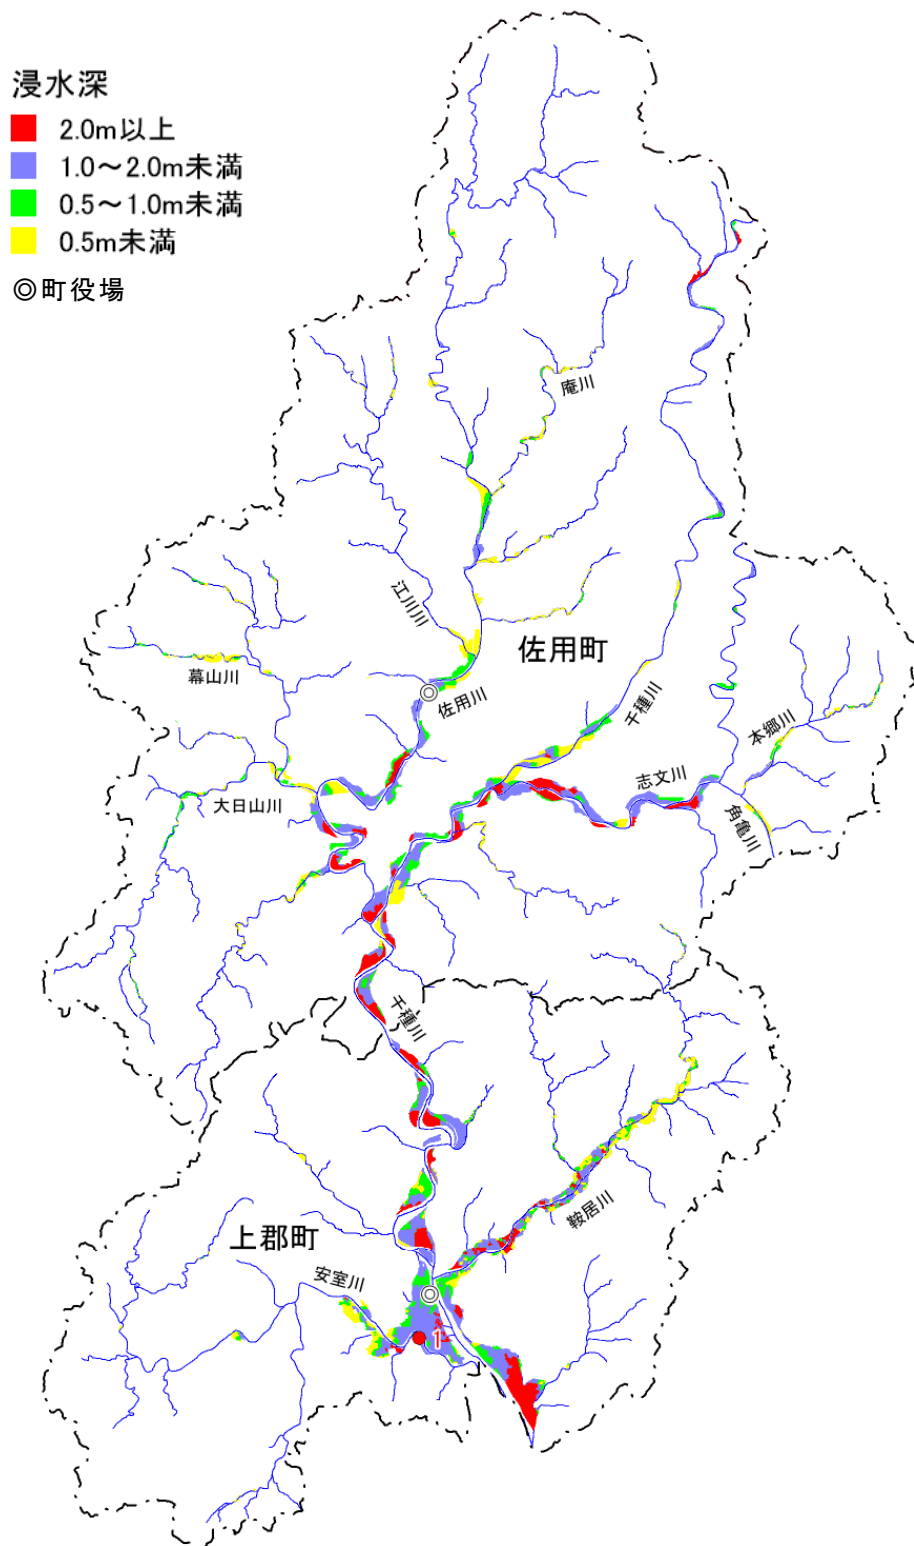 浸水深
2.0m以上
1.0～2.0m未満
0.5～1.0m未満
0.5m未満
◎町役場
庵川
江川川
佐用町
幕山川
佐用川
千種川
本郷川
志文川
大日山川
角亀川
千種川
鞍居川
上郡町
安室川
1